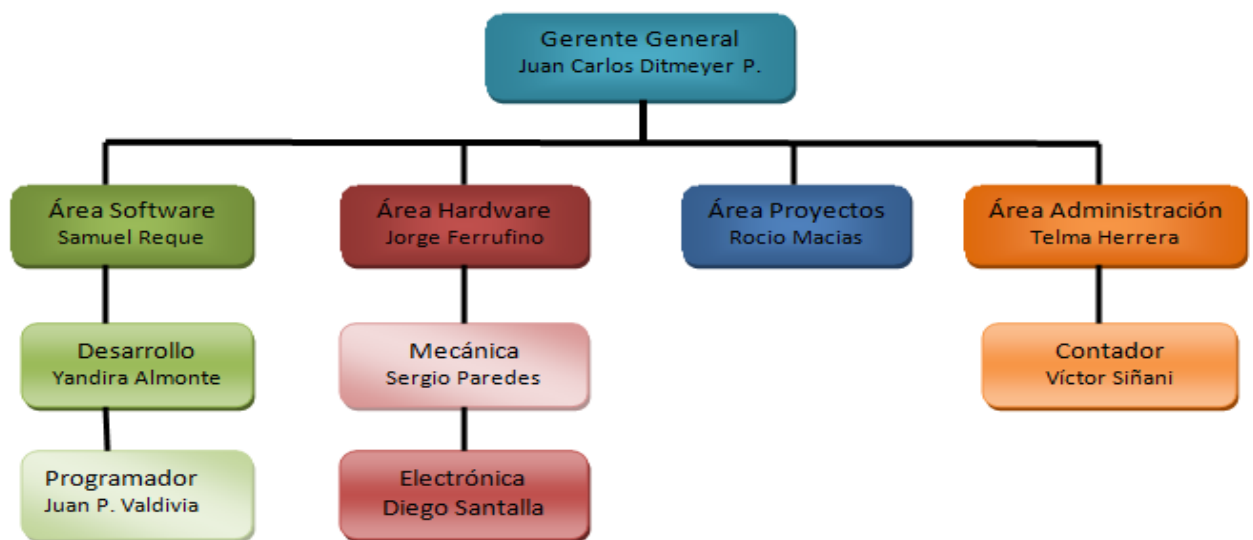 Gerente General
Juan Carlos Ditmeyer P.
Área Software
Samuel Reque
Área Hardware
Jorge Ferrufino
Área Proyectos
Rocio Macias
Área Administración
Telma Herrera
Desarrollo
Yandira Almonte
Mecánica
Sergio Paredes
Contador
Víctor Siñani
Programador
Juan P. Valdivia
Electrónica
Diego Santalla